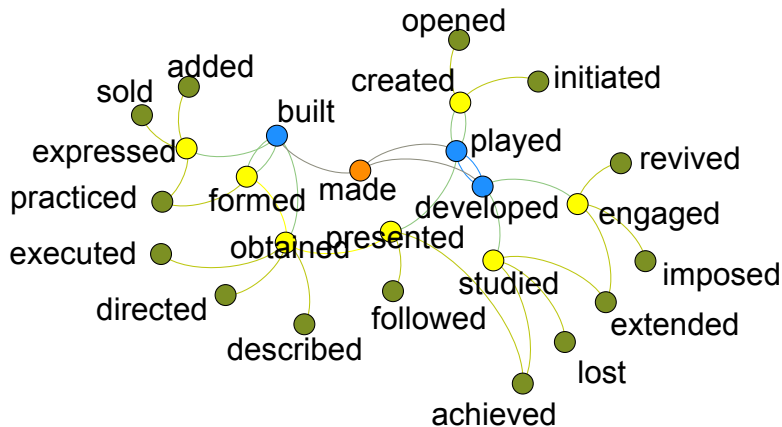 opened
created
initiated
added
sold
built
played
expressed
revived
made
practiced
formed
developed
engaged
obtained
presented
executed
studied
imposed
directed
followed
extended
described
lost
achieved